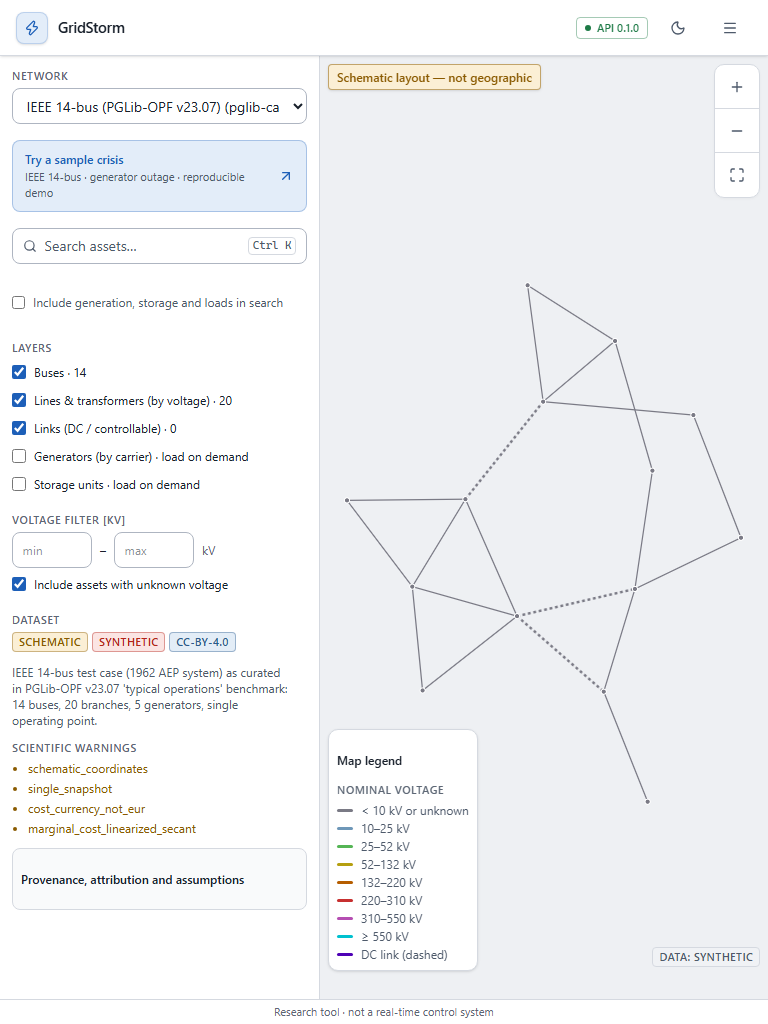 GridStorm
API 0.1.0
NETWORK
IEEE 14-bus (PGLib-OPF v23.07) (pglib-ca
Try a sample crisis
IEEE 14-bus · generator outage · reproducible
demo
Search assets...
Ctrl K
Include generation, storage and loads in search
LAYERS
Buses · 14
Lines & transformers (by voltage) · 20
Links (DC / controllable) · 0
Generators (by carrier) · load on demand
Storage units · load on demand
VOLTAGE FILTER [KV]
min – max kV
Include assets with unknown voltage
DATASET
SCHEMATIC SYNTHETIC CC-BY-4.0
IEEE 14-bus test case (1962 AEP system) as curated
in PGLib-OPF v23.07 'typical operations' benchmark:
14 buses, 20 branches, 5 generators, single
operating point.
SCIENTIFIC WARNINGS
schematic_coordinates
single_snapshot
cost_currency_not_eur
marginal_cost_linearized_secant
Provenance, attribution and assumptions
Schematic layout — not geographic
Map legend
NOMINAL VOLTAGE
< 10 kV or unknown
10–25 kV
25–52 kV
52–132 kV
132–220 kV
220–310 kV
310–550 kV
≥ 550 kV
DC link (dashed)
DATA: SYNTHETIC
Research tool · not a real-time control system